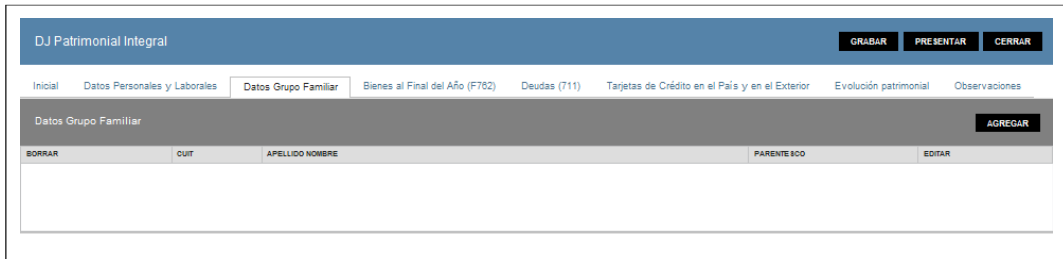 DJ Patrimonial Integral GRABAR PRESENTAR CERRAR
Inicial Datos Personales y Laborales Datos Grupo Familiar Bienes al Final del Año (F762) Deudas (711) Tarjetas de Crédito en el País y en el Exterior Evolución patrimonial Observaciones
Datos Grupo Familiar AGREGAR
BORRAR CUIT APELLIDO NOMBRE PARENTESCO EDITAR